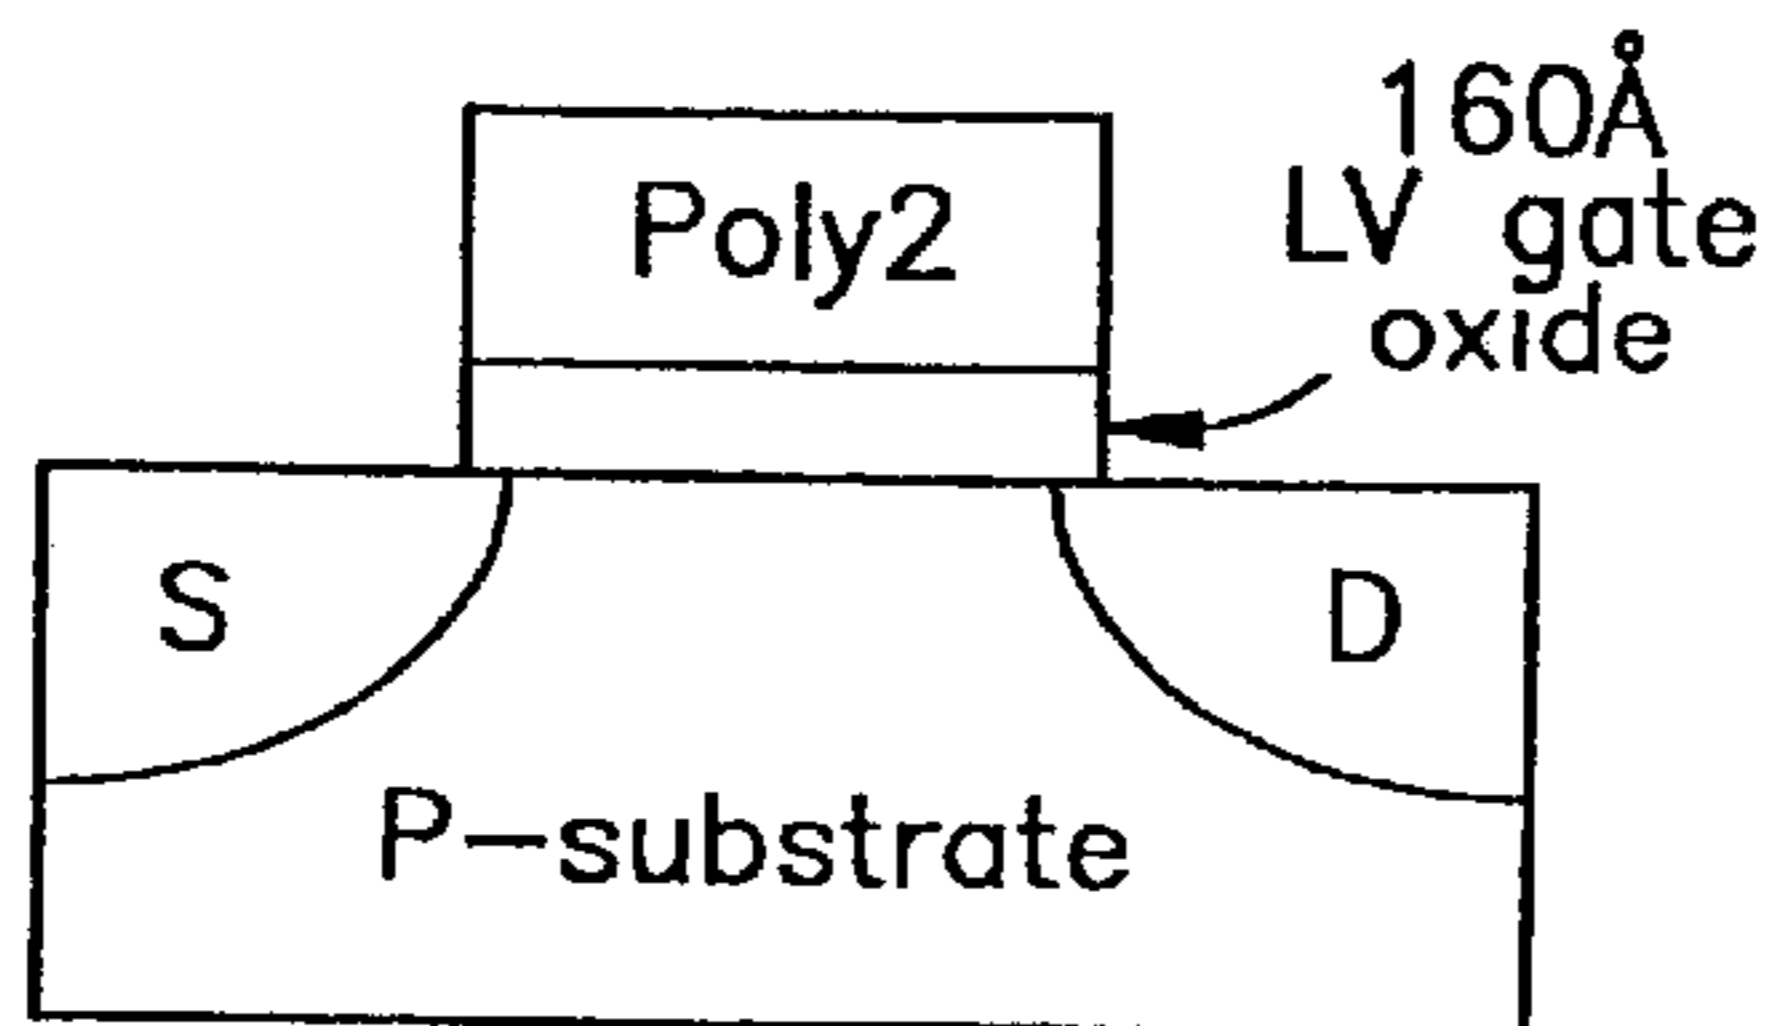 160Å
LV gate
oxide
Poly2
S
D
P-substrate